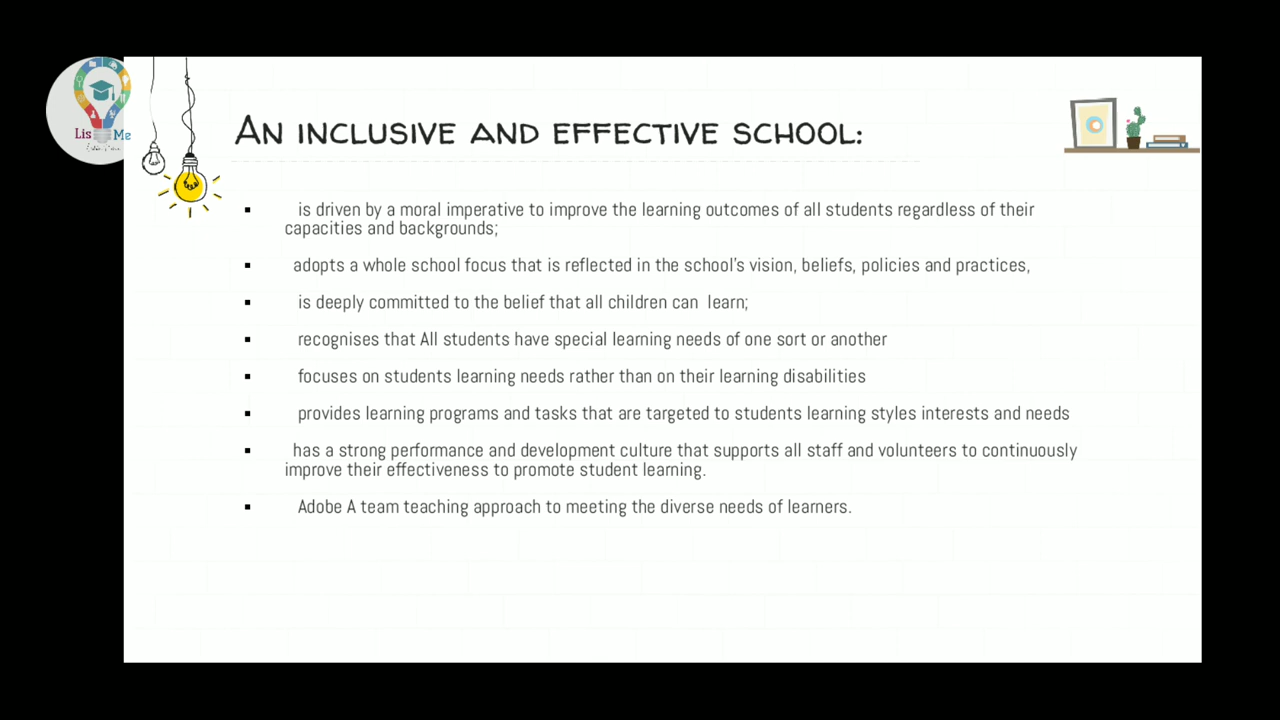 Lis Me
AN INCLUSIVE AND EFFECTIVE SCHOOL:
▪ is driven by a moral imperative to improve the learning outcomes of all students regardless of their
capacities and backgrounds;
▪ adopts a whole school focus that is reflected in the school's vision, beliefs, policies and practices,
▪ is deeply committed to the belief that all children can learn;
▪ recognises that All students have special learning needs of one sort or another
▪ focuses on students learning needs rather than on their learning disabilities
▪ provides learning programs and tasks that are targeted to students learning styles interests and needs
▪ has a strong performance and development culture that supports all staff and volunteers to continuously
improve their effectiveness to promote student learning.
▪ Adobe A team teaching approach to meeting the diverse needs of learners.